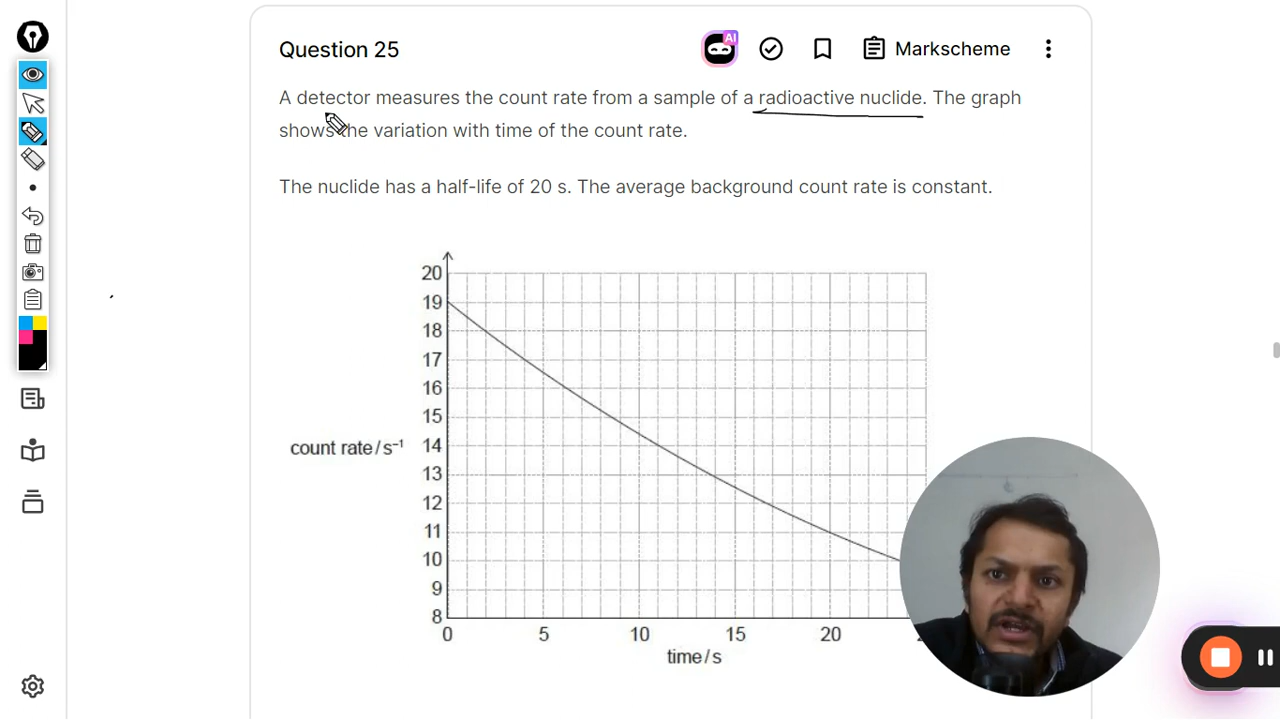 Question 25
AI
Markscheme
A detector measures the count rate from a sample of a radioactive nuclide. The graph
shows the variation with time of the count rate.
The nuclide has a half-life of 20 s. The average background count rate is constant.
20
19
18
17
16
15
count rate/s⁻¹ 14
13
12
11
10
9
8
0 5 10 15 20
time/s